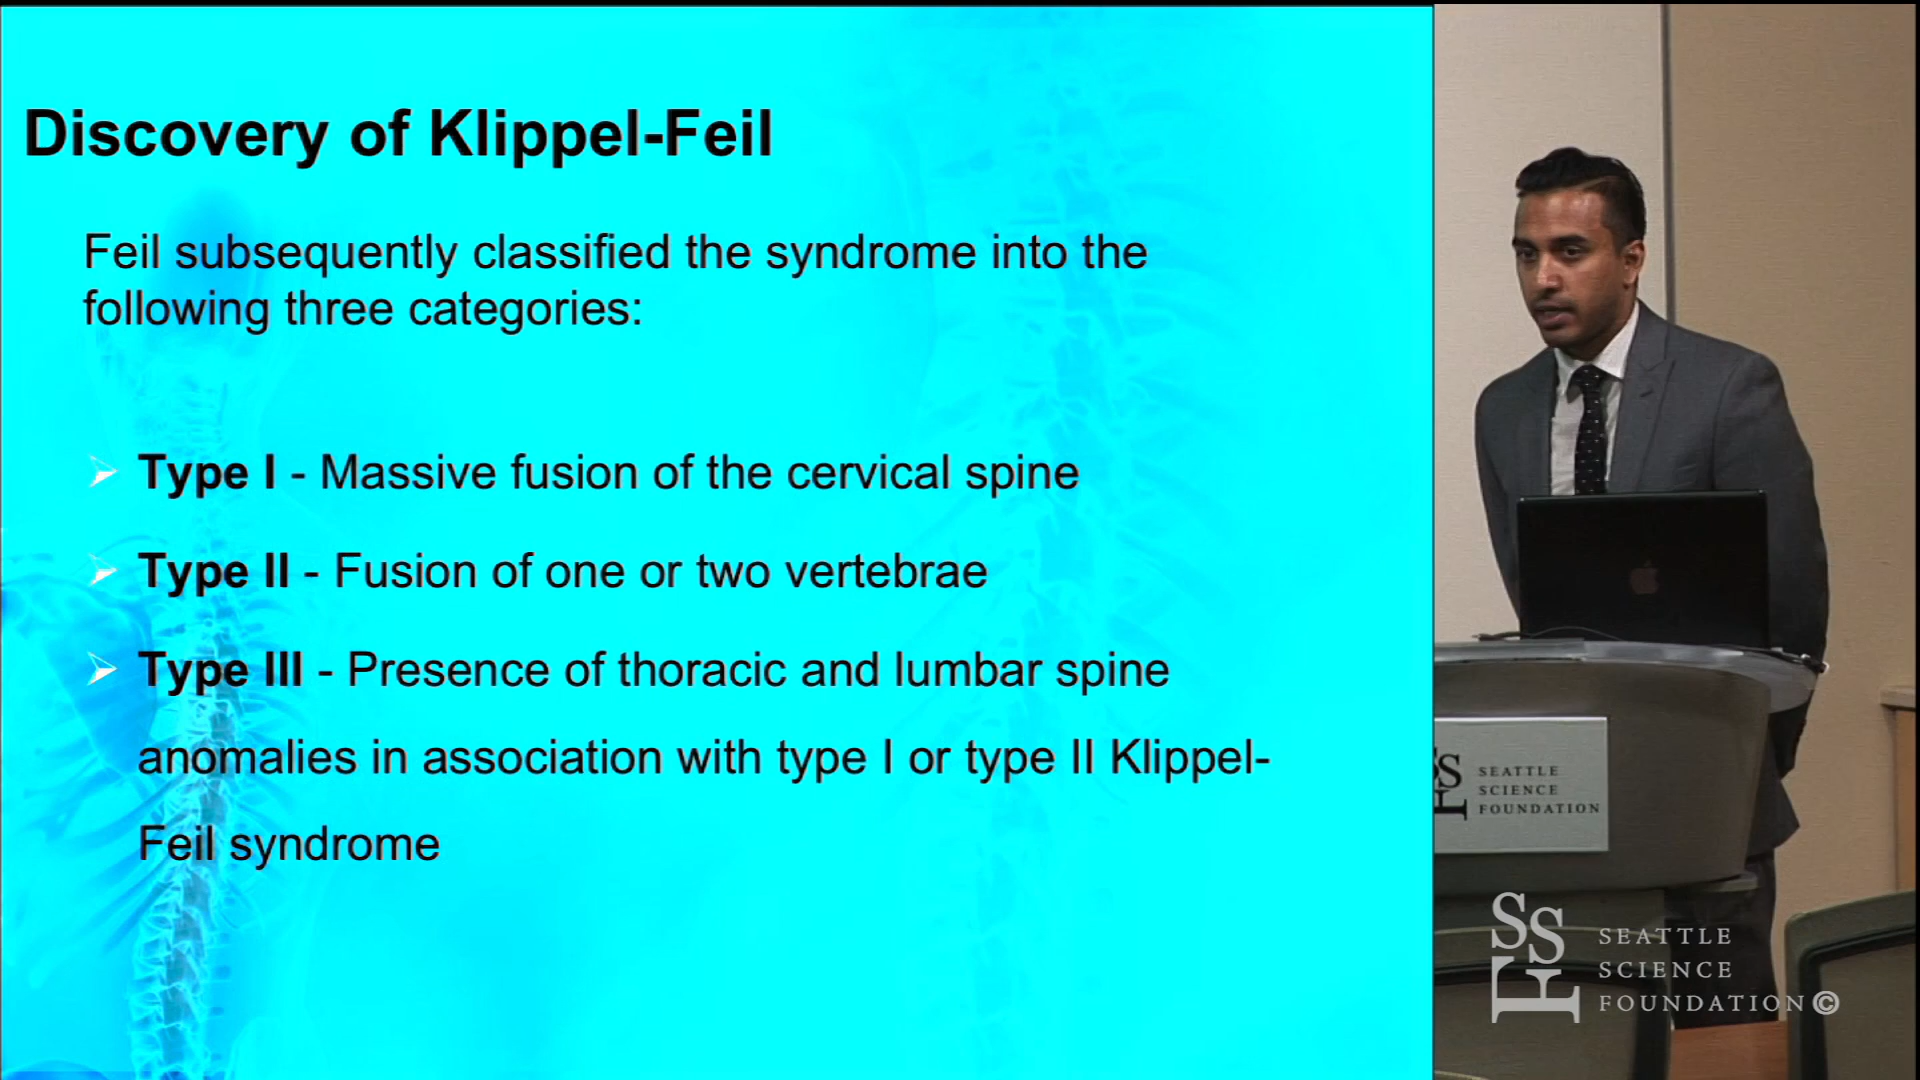 Discovery of Klippel-Feil
Feil subsequently classified the syndrome into the
following three categories:
Type I - Massive fusion of the cervical spine
Type II - Fusion of one or two vertebrae
Type III - Presence of thoracic and lumbar spine
anomalies in association with type I or type II Klippel-
Feil syndrome
SSF
SEATTLE
SCIENCE
FOUNDATION
SSF
SEATTLE
SCIENCE
FOUNDATION©